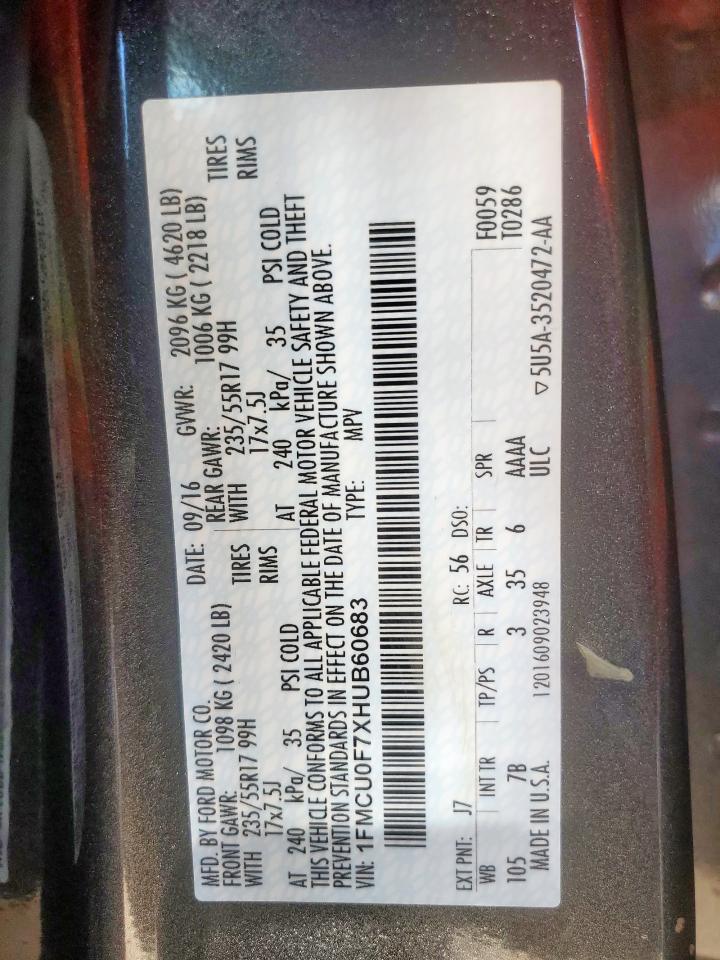 MFD. BY FORD MOTOR CO. DATE: 09/16 GVWR: 2096 KG ( 4620 LB)
FRONT GAWR: 1098 KG ( 2420 LB) REAR GAWR: 1006 KG ( 2218 LB)
WITH 235/55R17 99H TIRES WITH 235/55R17 99H TIRES
17x7.5J RIMS 17x7.5J RIMS
AT 240 kPa/ 35 PSI COLD AT 240 kPa/ 35 PSI COLD
THIS VEHICLE CONFORMS TO ALL APPLICABLE FEDERAL MOTOR VEHICLE SAFETY AND THEFT
PREVENTION STANDARDS IN EFFECT ON THE DATE OF MANUFACTURE SHOWN ABOVE.
VIN: 1FMCU0F7XHUB60683 TYPE: MPV
EXT PNT: J7 RC: 56 DSO:
WB INT TR TP/PS R AXLE TR SPR F0059
105 7B 3 35 6 AAAA T0286
MADE IN U.S.A. 1201609023948 ULC
▽5U5A-3520472-AA